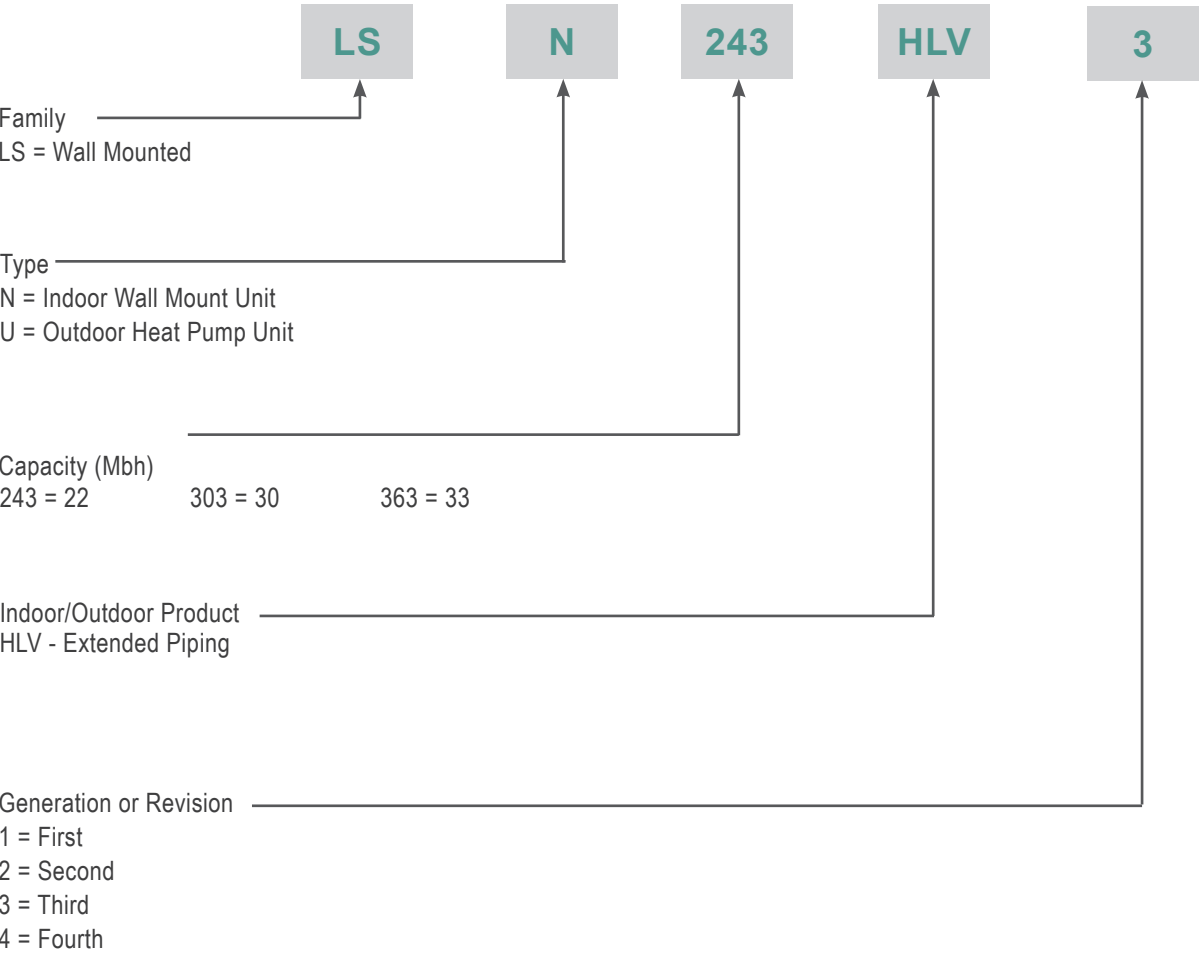 LS N 243 HLV 3
Family
LS = Wall Mounted
Type
N = Indoor Wall Mount Unit
U = Outdoor Heat Pump Unit
Capacity (Mbh)
243 = 22 303 = 30 363 = 33
Indoor/Outdoor Product
HLV - Extended Piping
Generation or Revision
1 = First
2 = Second
3 = Third
4 = Fourth